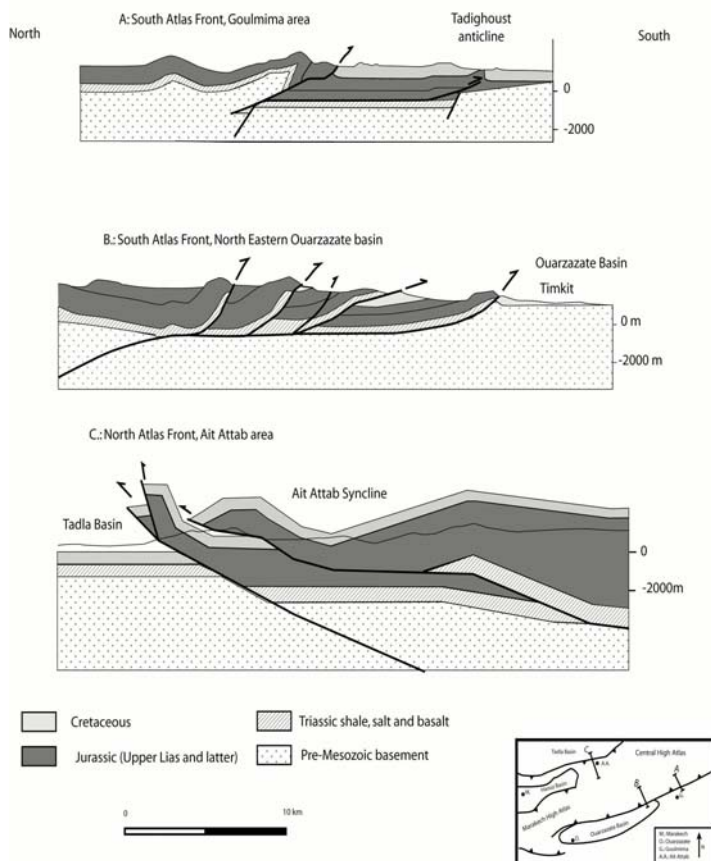 A: South Atlas Front, Goulmima area
North
Tadighoust
anticline
South
0
-2000
B.: South Atlas Front, North Eastern Ouarzazate basin
Ouarzazate Basin
Timkit
0 m
-2000 m
C.: North Atlas Front, Ait Attab area
Ait Attab Syncline
Tadla Basin
0
-2000m
Cretaceous
Triassic shale, salt and basalt
Jurassic (Upper Lias and latter)
Pre-Mesozoic basement
0
10 km
Tadla Basin
C
A.A.
Central High Atlas
Basin
M.
B
A
G
Marrakech High Atlas
Ouarzazate Basin
O
M.: Marrakech
O.: Ouarzazate
G.: Goulmima
A.A.: Ait Attab
N